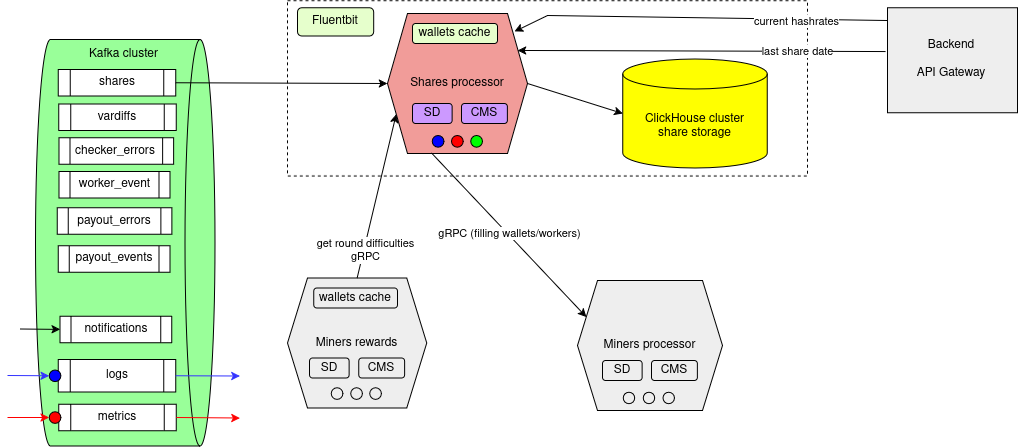 Kafka cluster
shares
vardiffs
checker_errors
worker_event
payout_errors
payout_events
notifications
logs
metrics
Fluentbit
wallets cache
Shares processor
SD
CMS
ClickHouse cluster
share storage
current hashrates
last share date
Backend
API Gateway
get round difficulties
gRPC
gRPC (filling wallets/workers)
wallets cache
Miners rewards
SD
CMS
Miners processor
SD
CMS